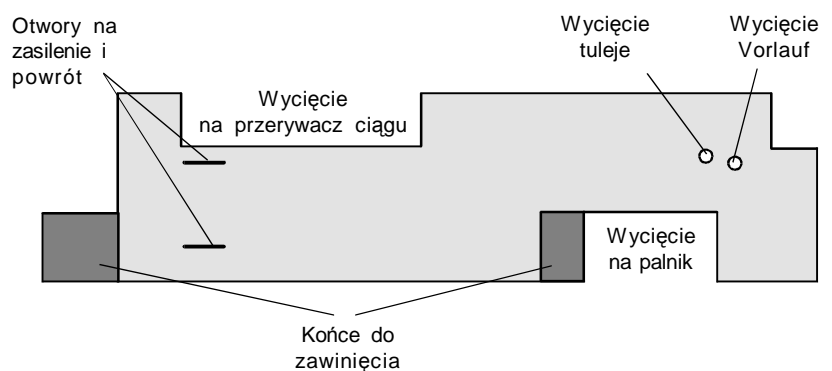 Otwory na
zasilenie i
powrót
Wycięcie
na przerywacz ciągu
Wycięcie
tuleje
Wycięcie
Vorlauf
Wycięcie
na palnik
Końce do
zawinięcia